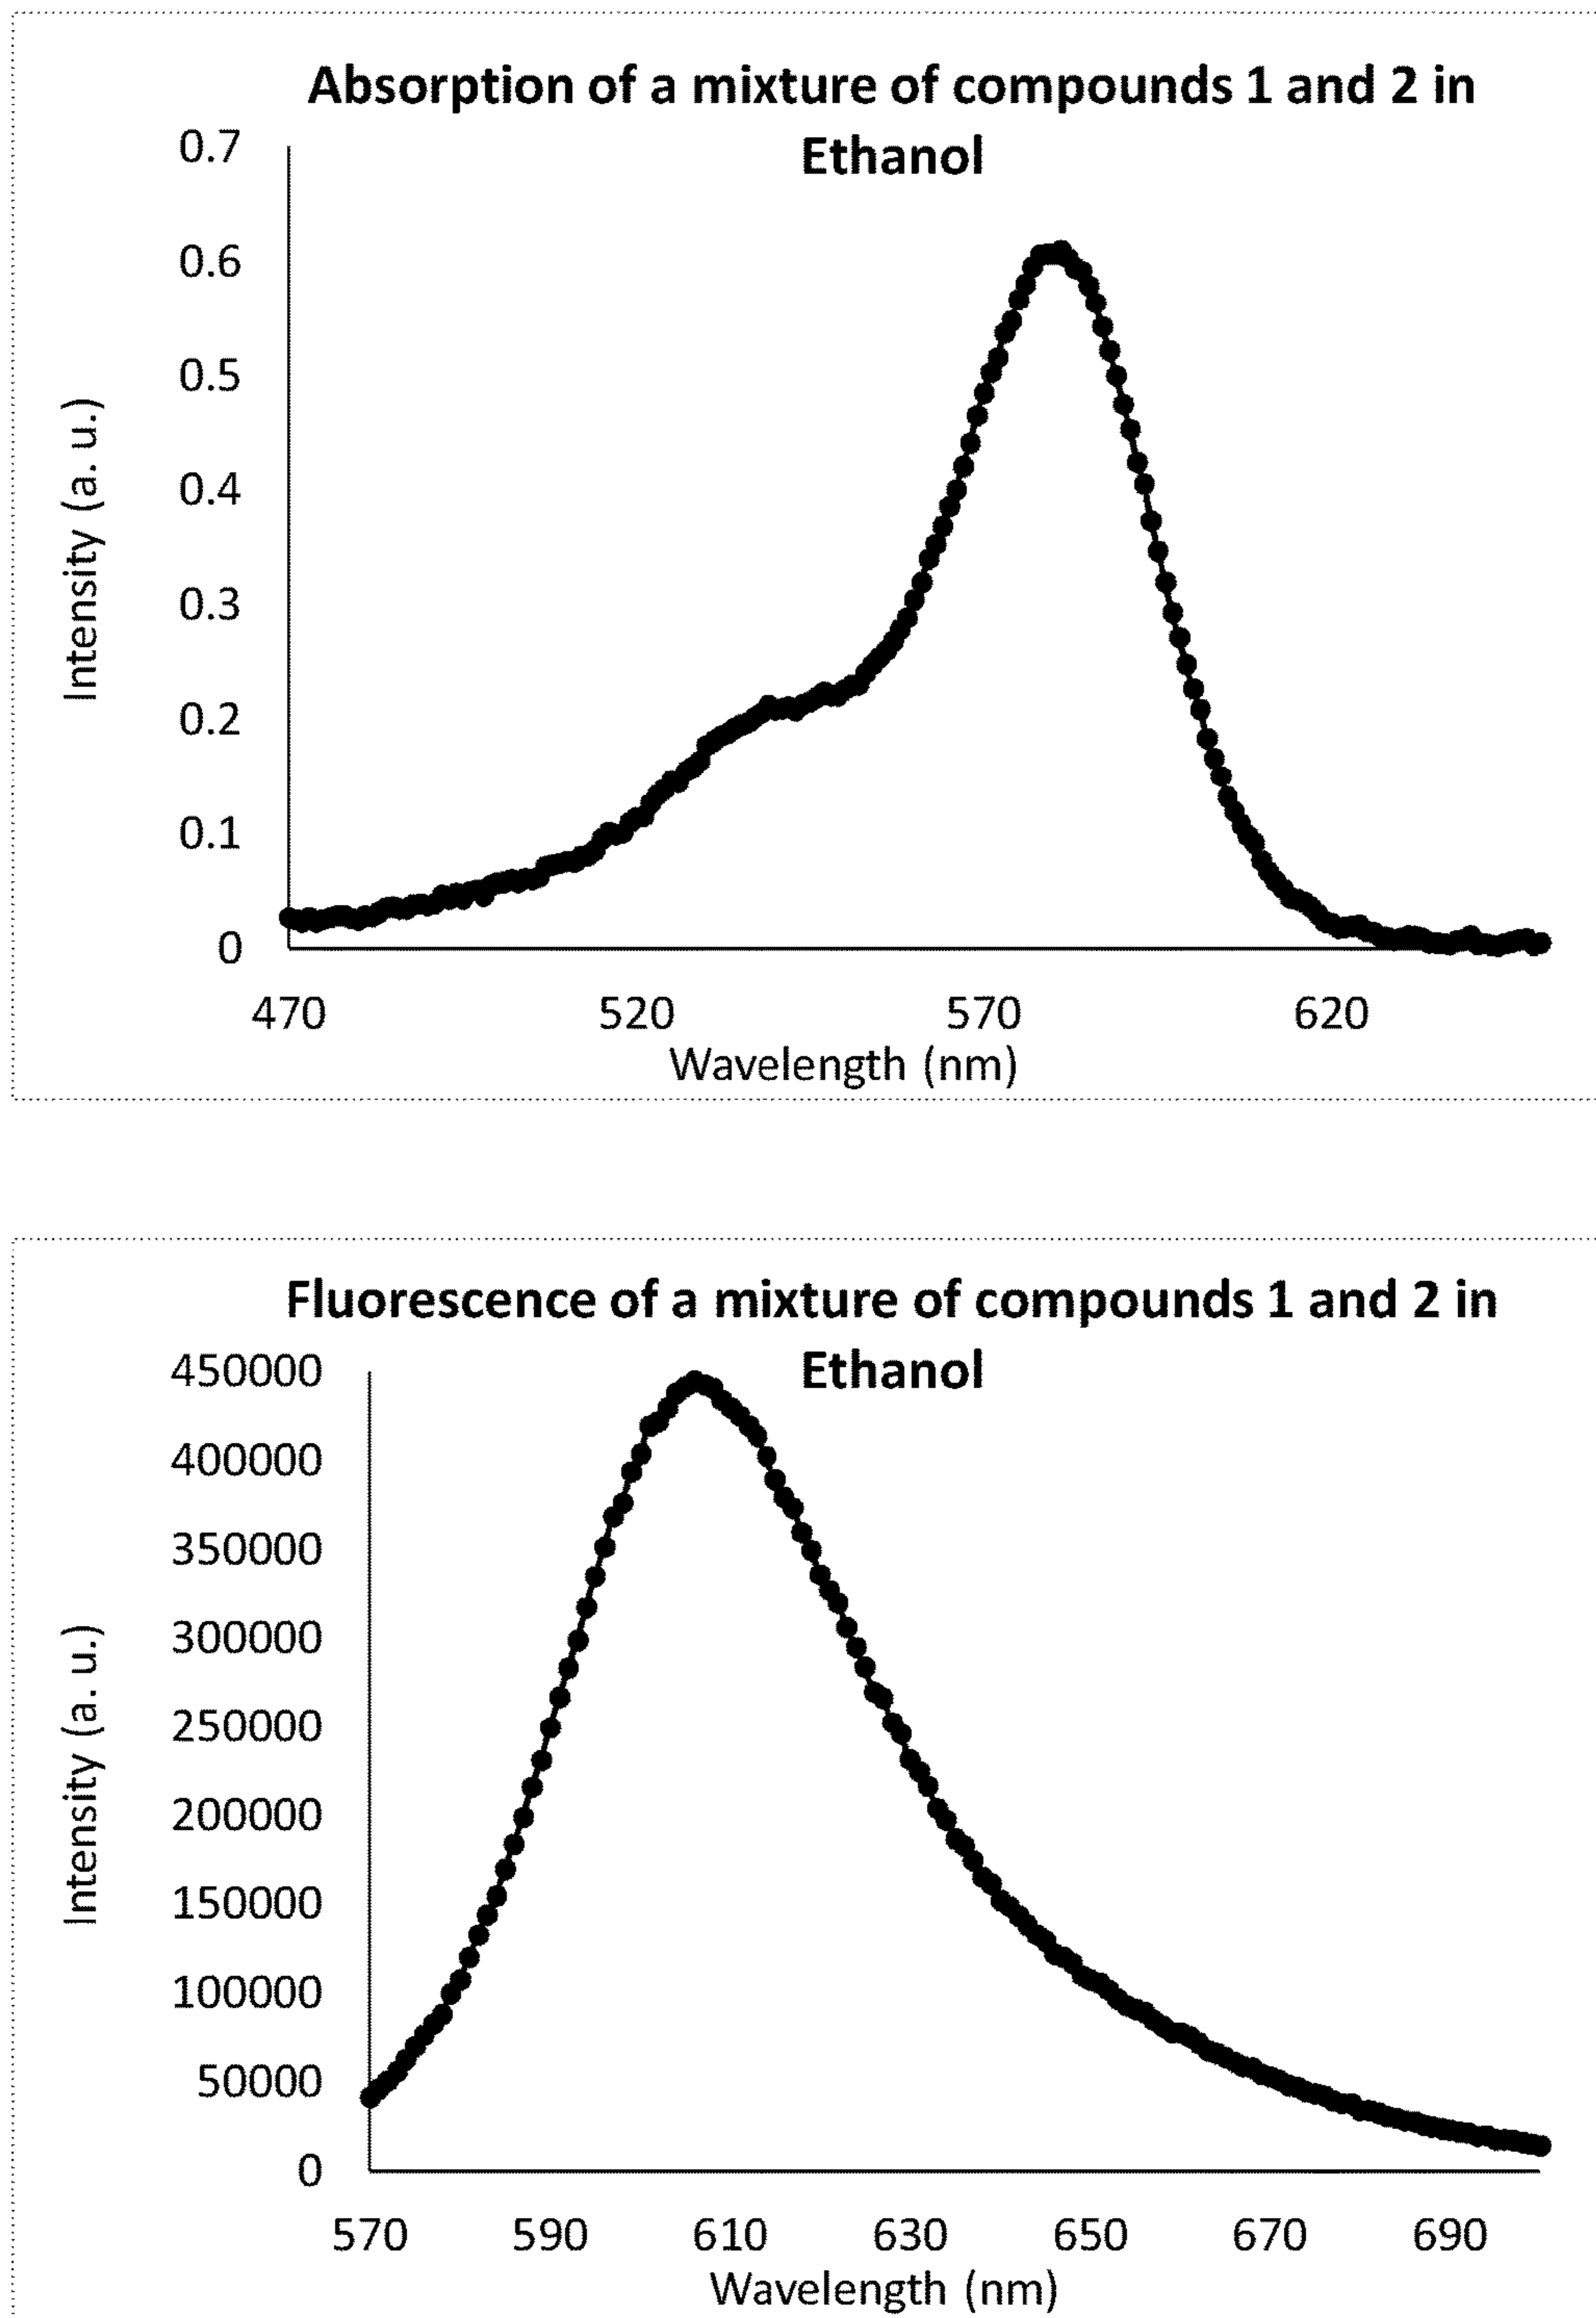 Absorption of a mixture of compounds 1 and 2 in
Ethanol
0.7
0.6
0.5
0.4
0.3
0.2
0.1
0
Intensity (a. u.)
470 520 570 620
Wavelength (nm)
Fluorescence of a mixture of compounds 1 and 2 in
Ethanol
450000
400000
350000
300000
250000
200000
150000
100000
50000
0
Intensity (a. u.)
570 590 610 630 650 670 690
Wavelength (nm)